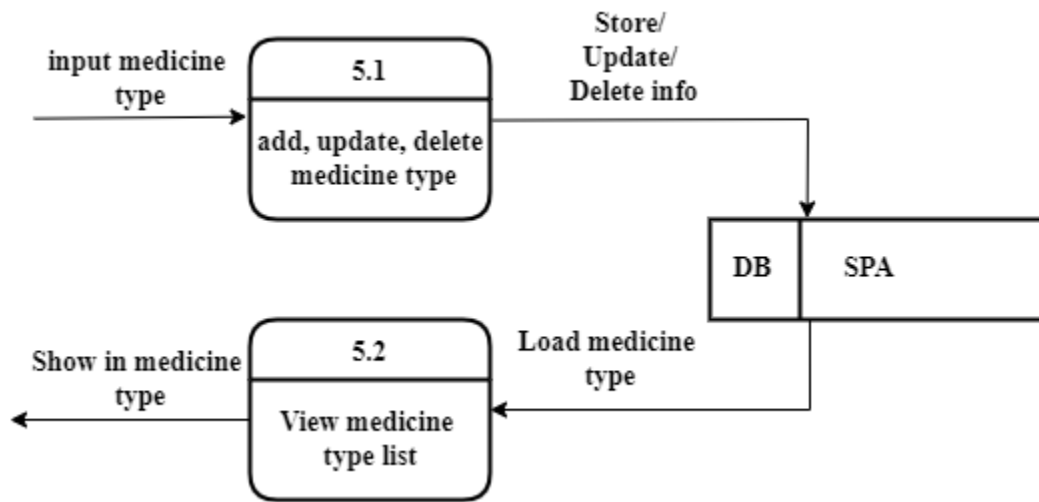 input medicine
type
5.1
add, update, delete
medicine type
Store/
Update/
Delete info
DB
SPA
Load medicine
type
5.2
View medicine
type list
Show in medicine
type